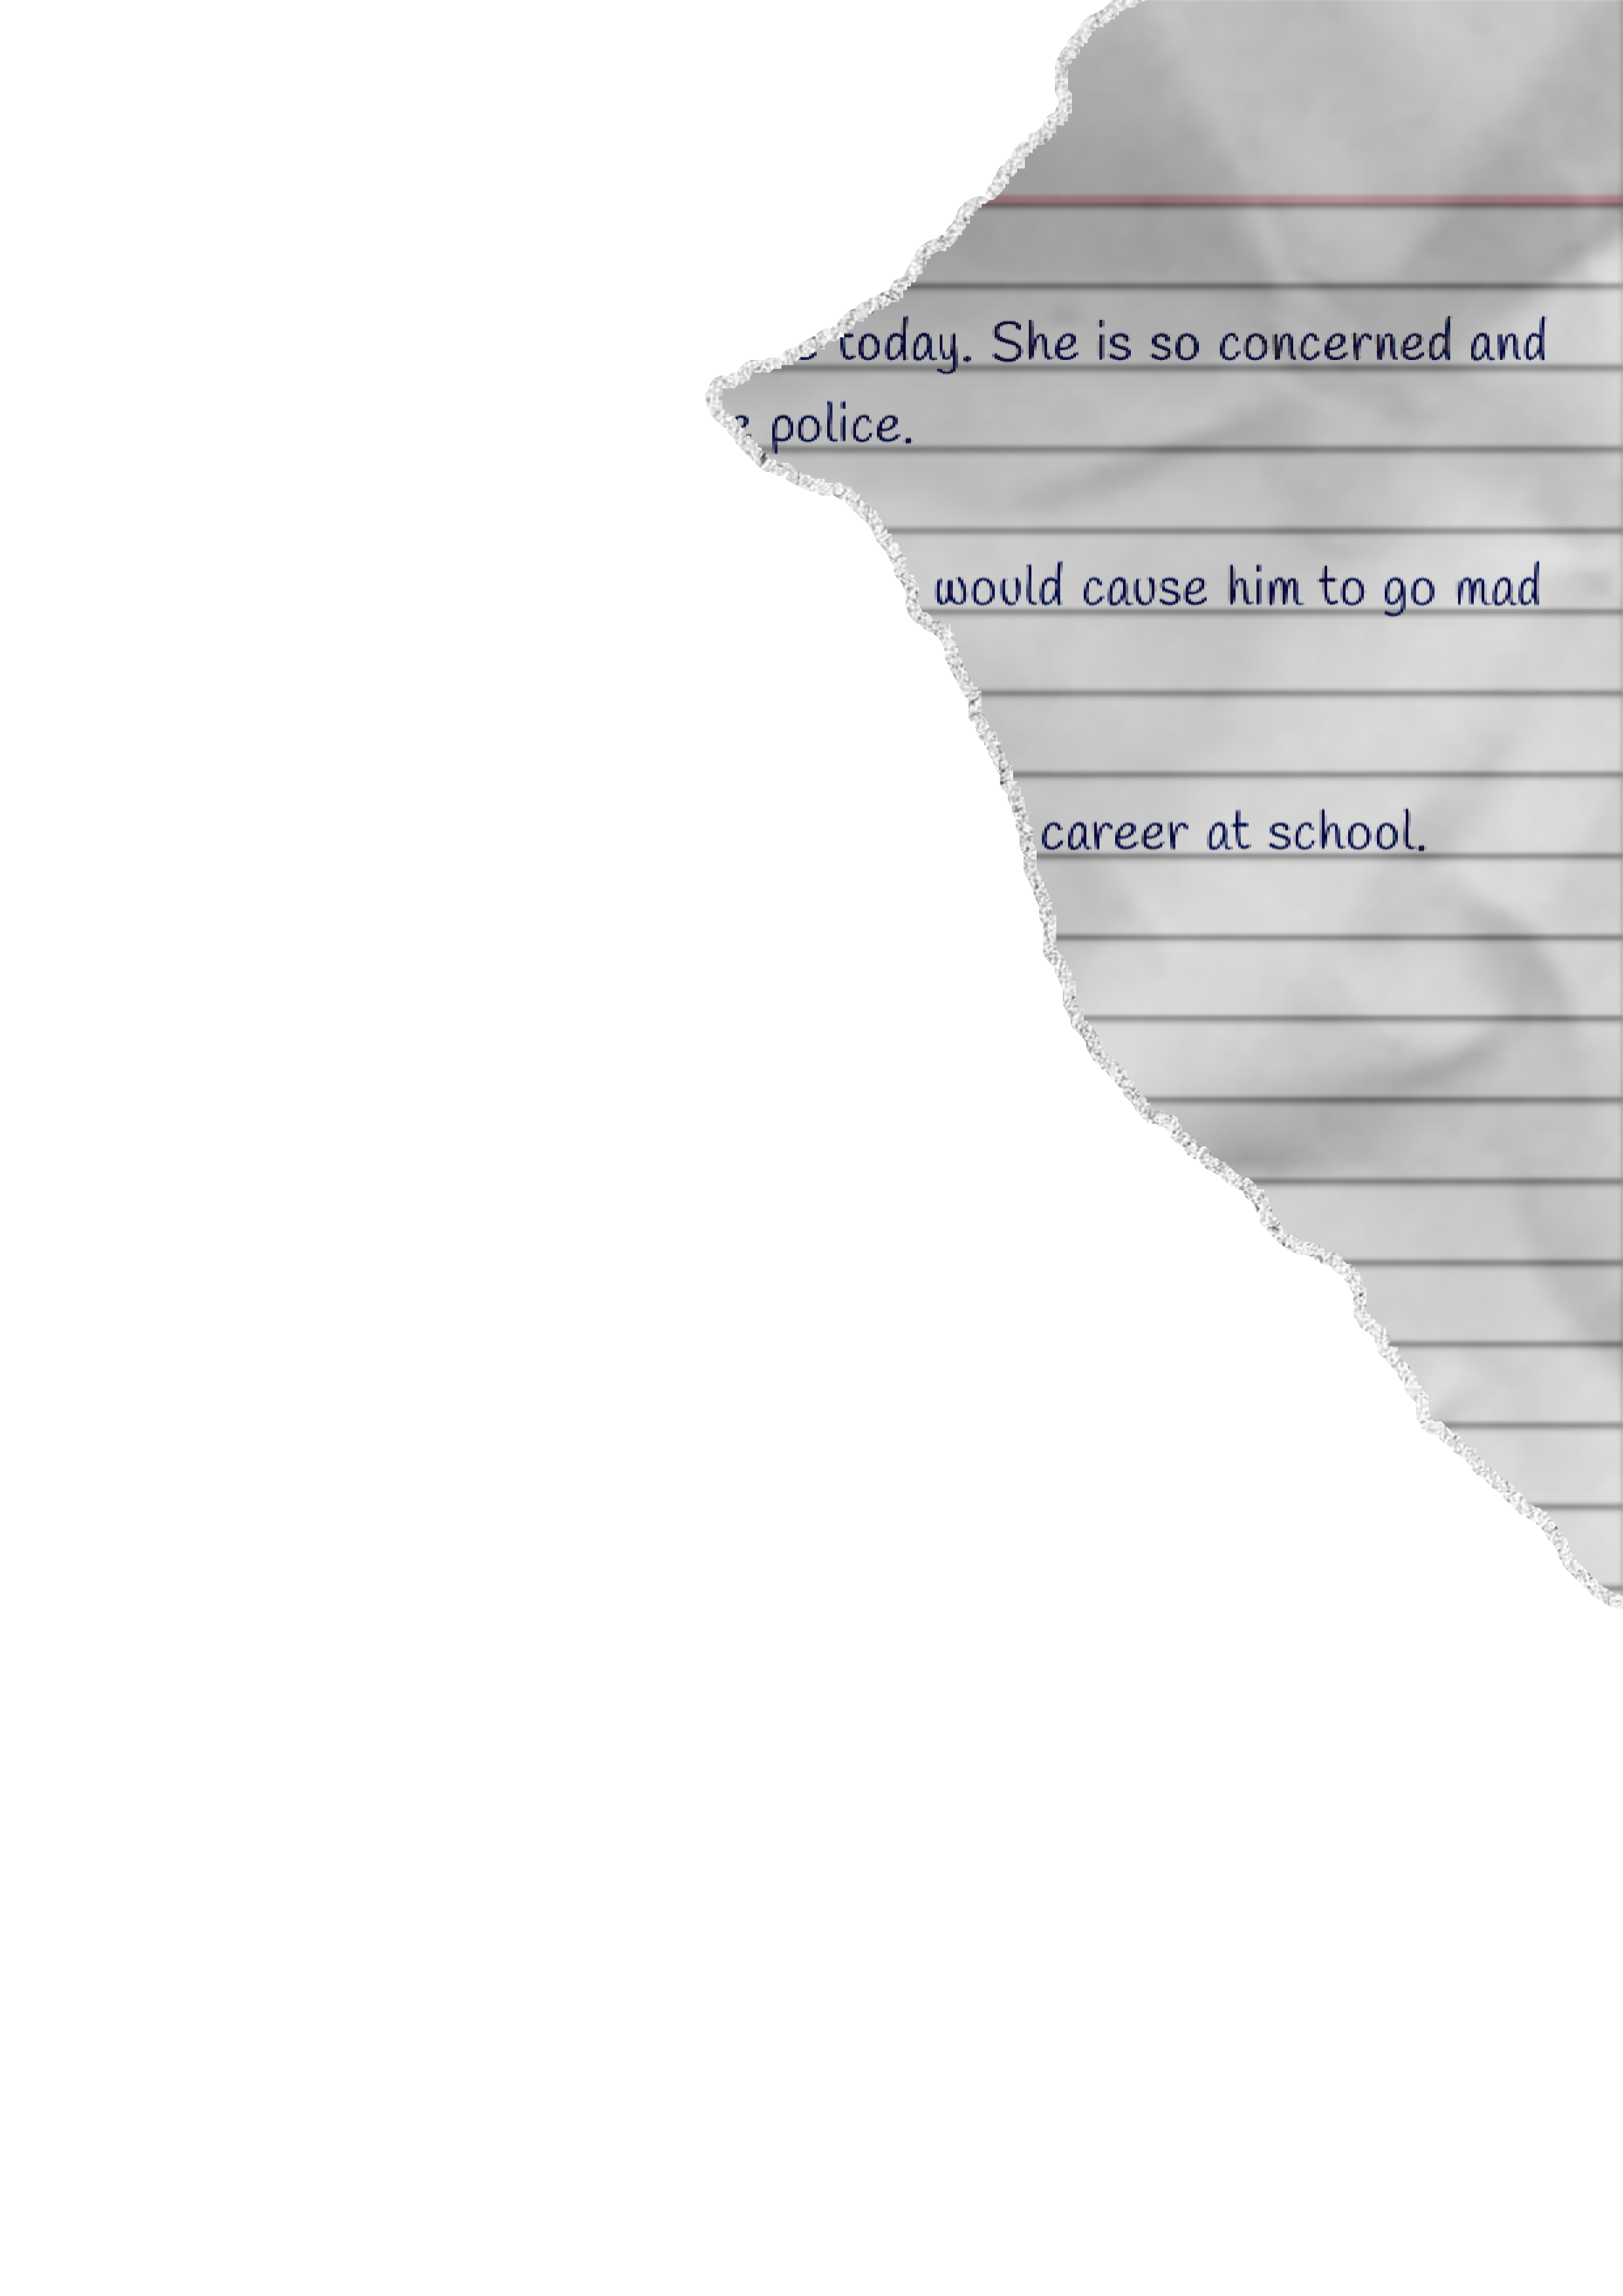 today. She is so concerned and
police.
would cause him to go mad
career at school.